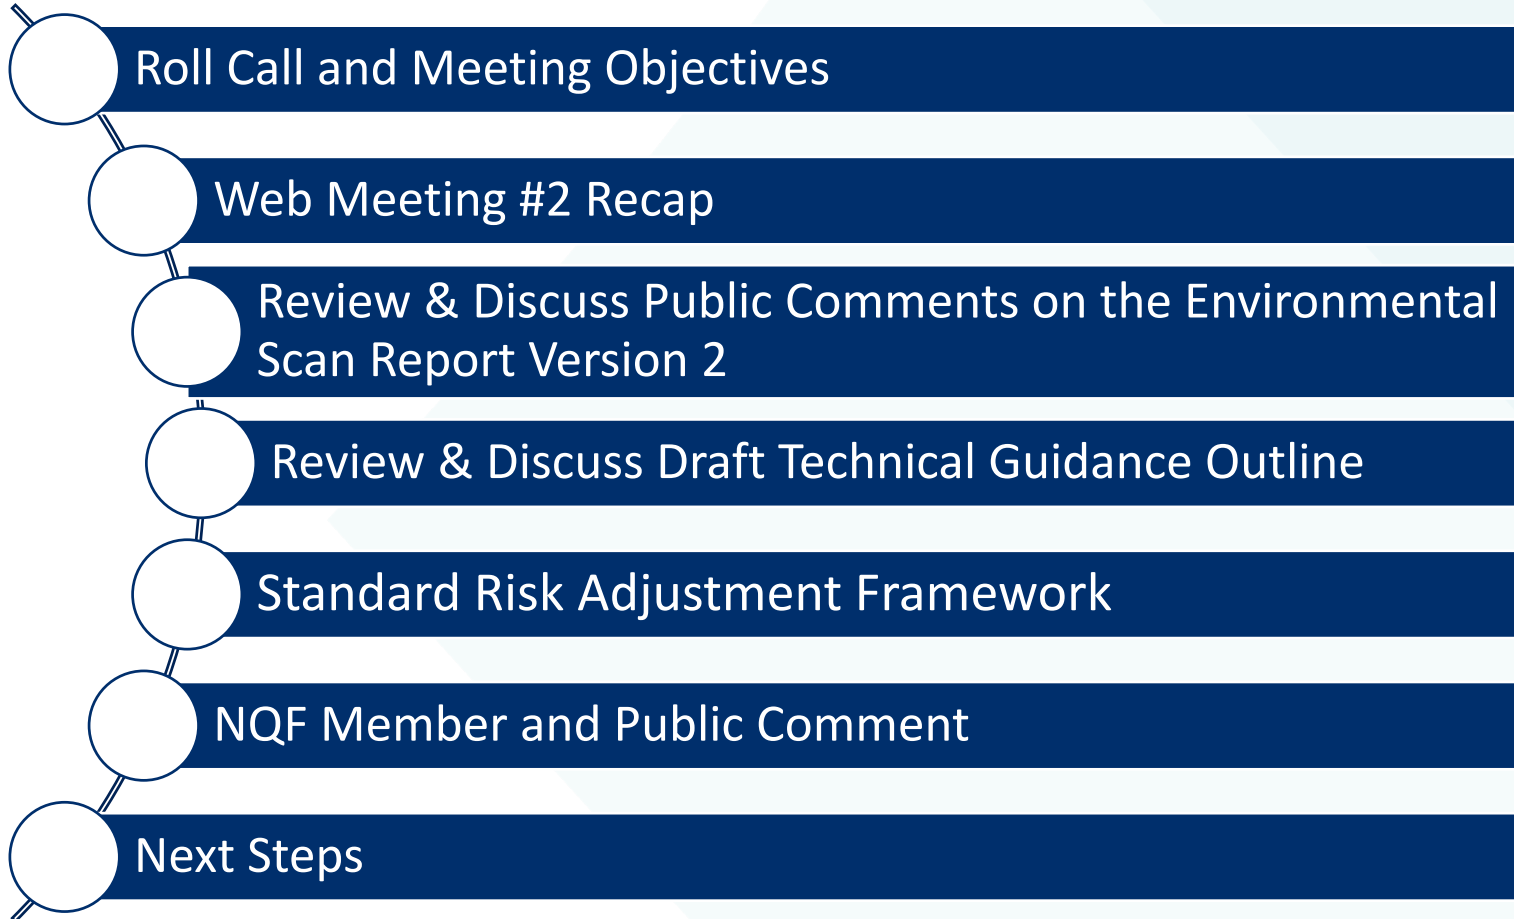 Roll Call and Meeting Objectives
Web Meeting #2 Recap
Review & Discuss Public Comments on the Environmental
Scan Report Version 2
Review & Discuss Draft Technical Guidance Outline
Standard Risk Adjustment Framework
NQF Member and Public Comment
Next Steps